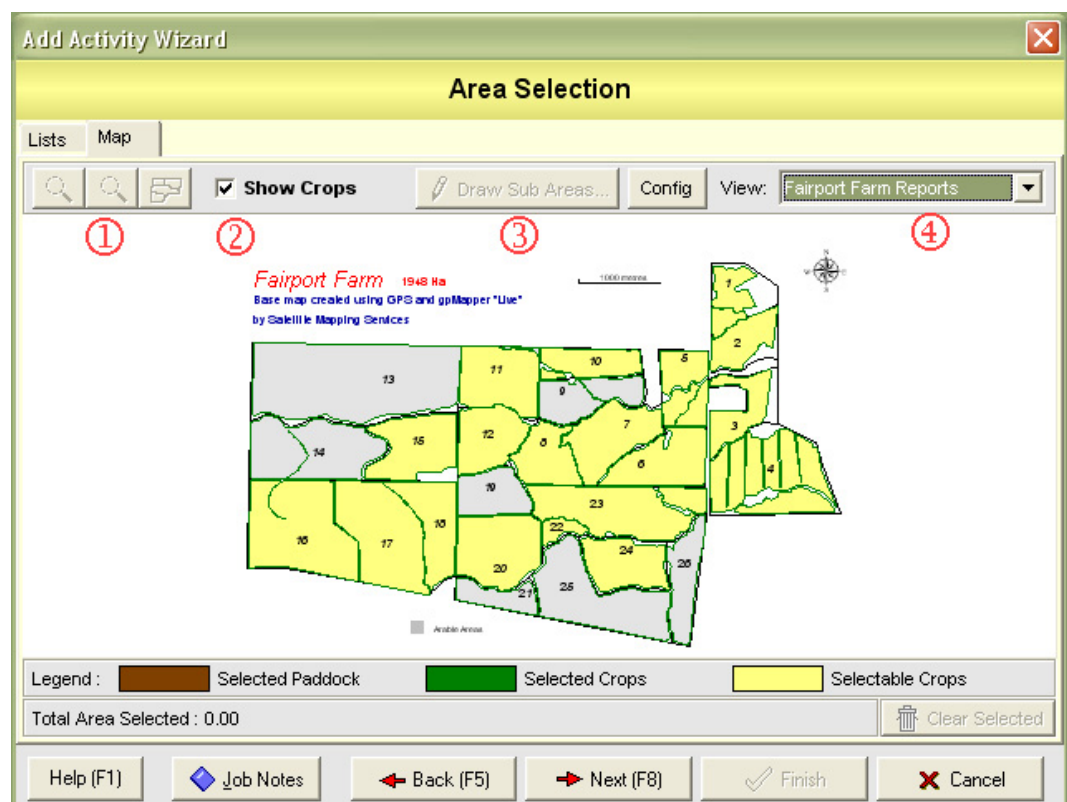 Add Activity Wizard
Area Selection
Lists Map
Show Crops Draw Sub Areas... Config View: Fairport Farm Reports
1 2 3 4
Fairport Farm 1948 Ha
1000 metres
Base map created using GPS and gpMapper "Live"
by Satellite Mapping Services
N
W E
S
1
2
10
5
11
13
9
7
3
12
15
8
14
6
4
19
23
18
22
16
17
24
20
26
25
21
Arable Areas
Legend : Selected Paddock Selected Crops Selectable Crops
Total Area Selected : 0.00 Clear Selected
Help (F1) Job Notes Back (F5) Next (F8) Finish Cancel